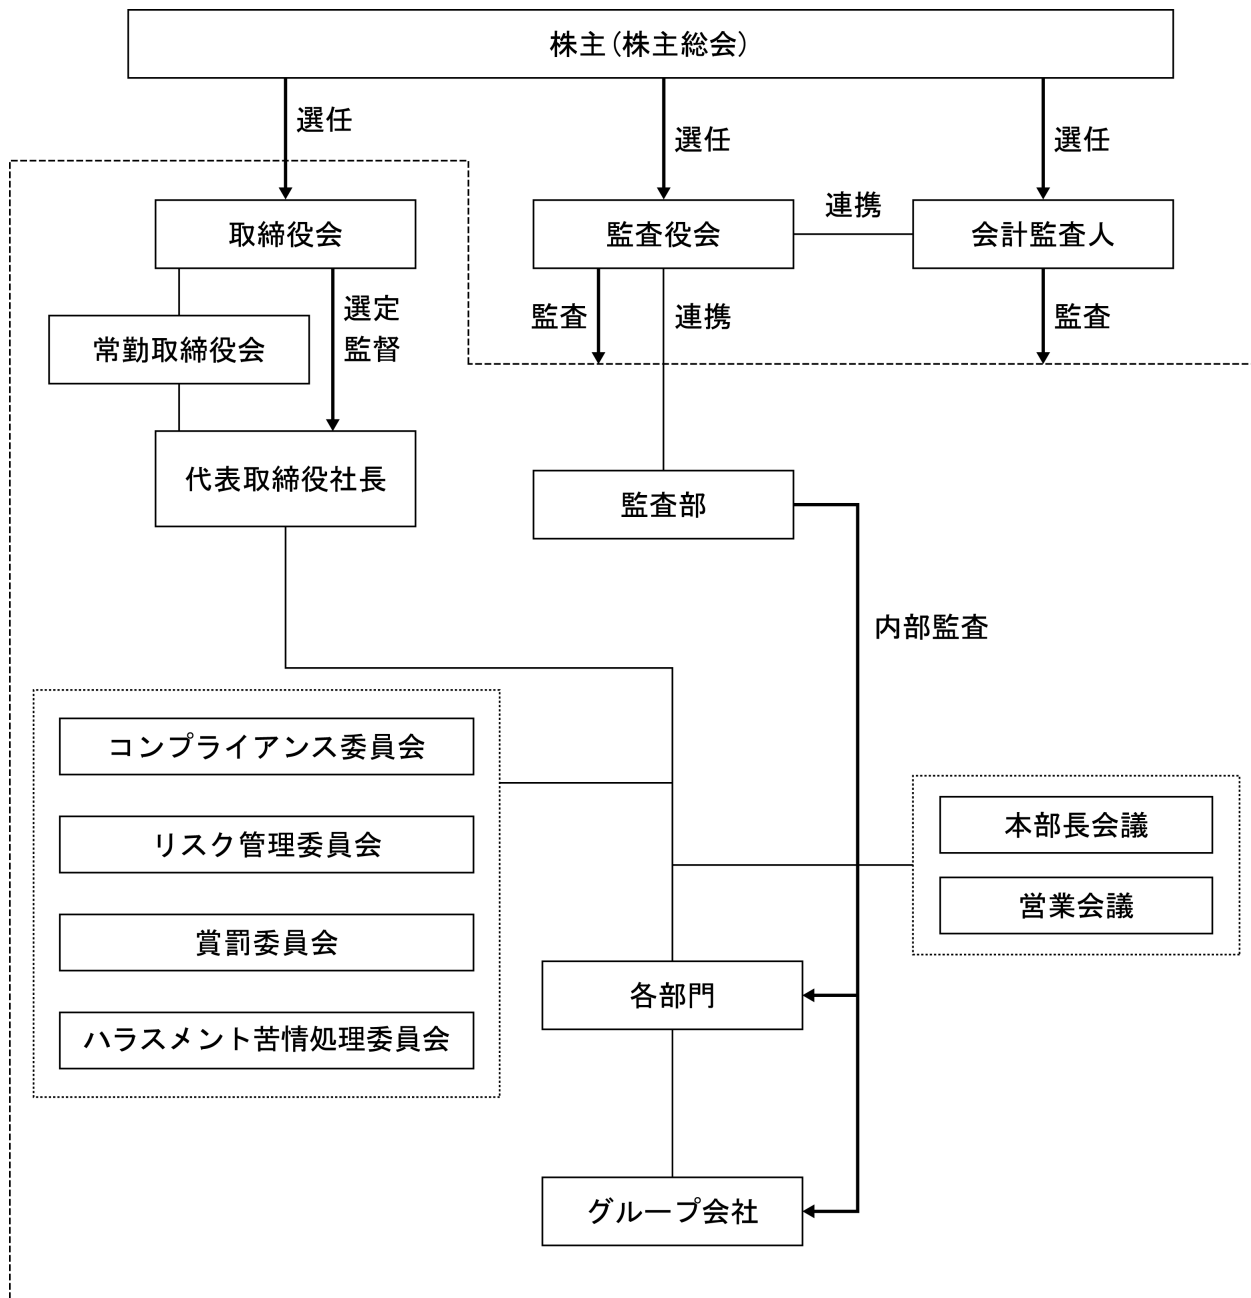 株主(株主総会)
選任
選任
選任
取締役会
監査役会
連携
会計監査人
選定
監督
監査
連携
監査
常勤取締役会
代表取締役社長
監査部
内部監査
コンプライアンス委員会
リスク管理委員会
賞罰委員会
ハラスメント苦情処理委員会
本部長会議
営業会議
各部門
グループ会社